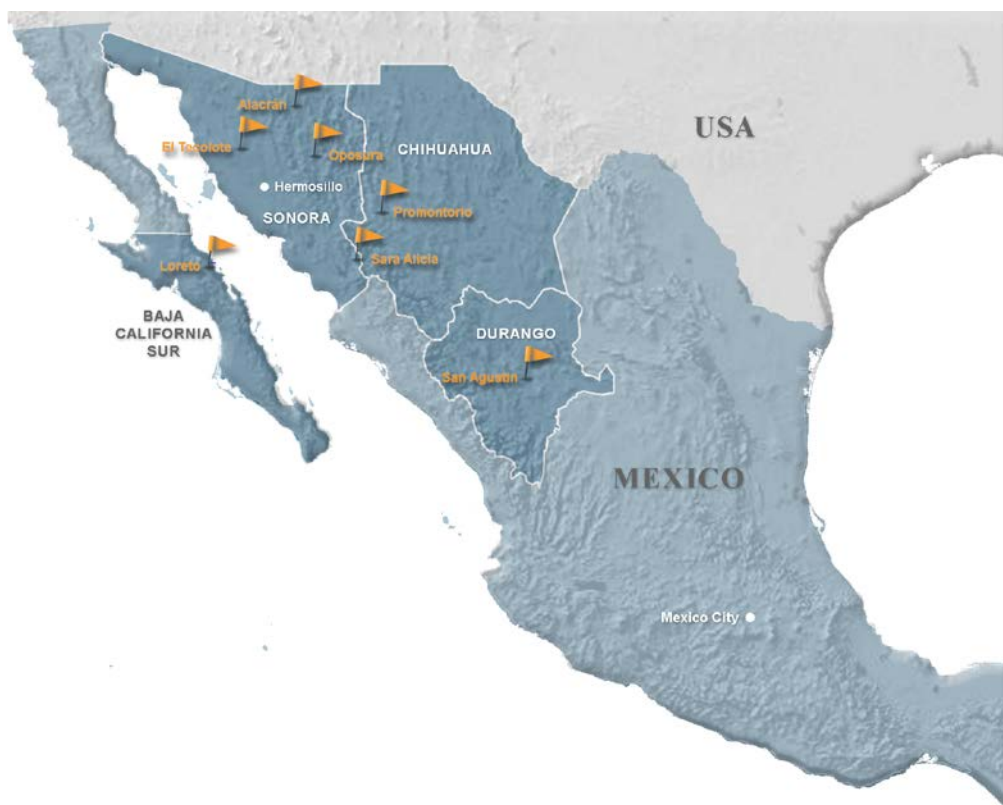 USA
Alacrán
El Tecolote
Oposura
CHIHUAHUA
Hermosillo
Promontorio
SONORA
Sara Alicia
Loreto
BAJA
CALIFORNIA
SUR
DURANGO
San Agustin
MEXICO
Mexico City